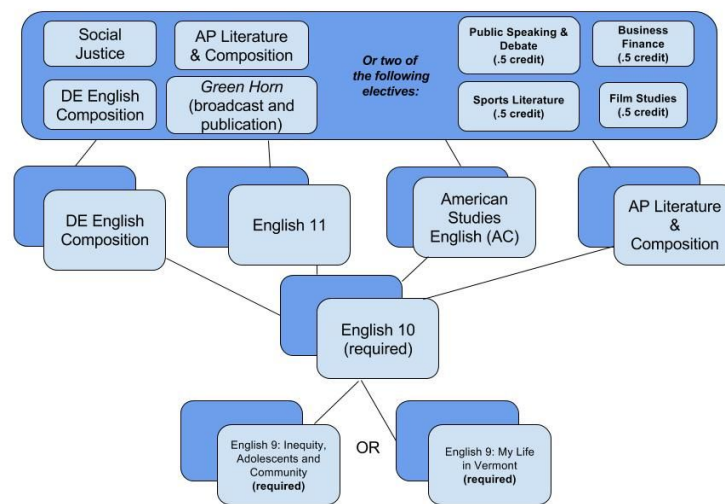 Social
Justice
AP Literature
& Composition
DE English
Composition
Green Horn
(broadcast and
publication)
Or two of
the following
electives:
Public Speaking &
Debate
(.5 credit)
Business
Finance
(.5 credit)
Sports Literature
(.5 credit)
Film Studies
(.5 credit)
DE English
Composition
English 11
American
Studies
English (AC)
AP Literature
&
Composition
English 10
(required)
English 9: Inequity,
Adolescents and
Community
(required)
OR
English 9: My Life
in Vermont
(required)